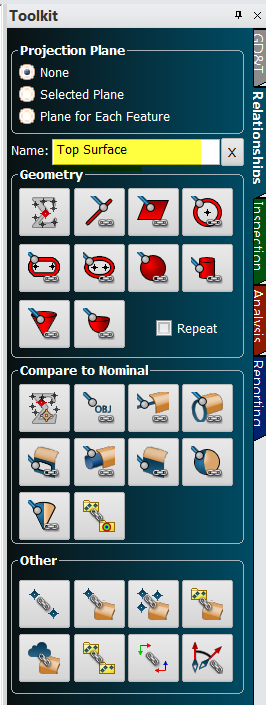 Toolkit
Projection Plane
None
Selected Plane
Plane for Each Feature
Name: Top Surface X
Geometry
Repeat
Compare to Nominal
OBJ
Other
GD&T
Relationships
Inspection
Analysis
Reporting